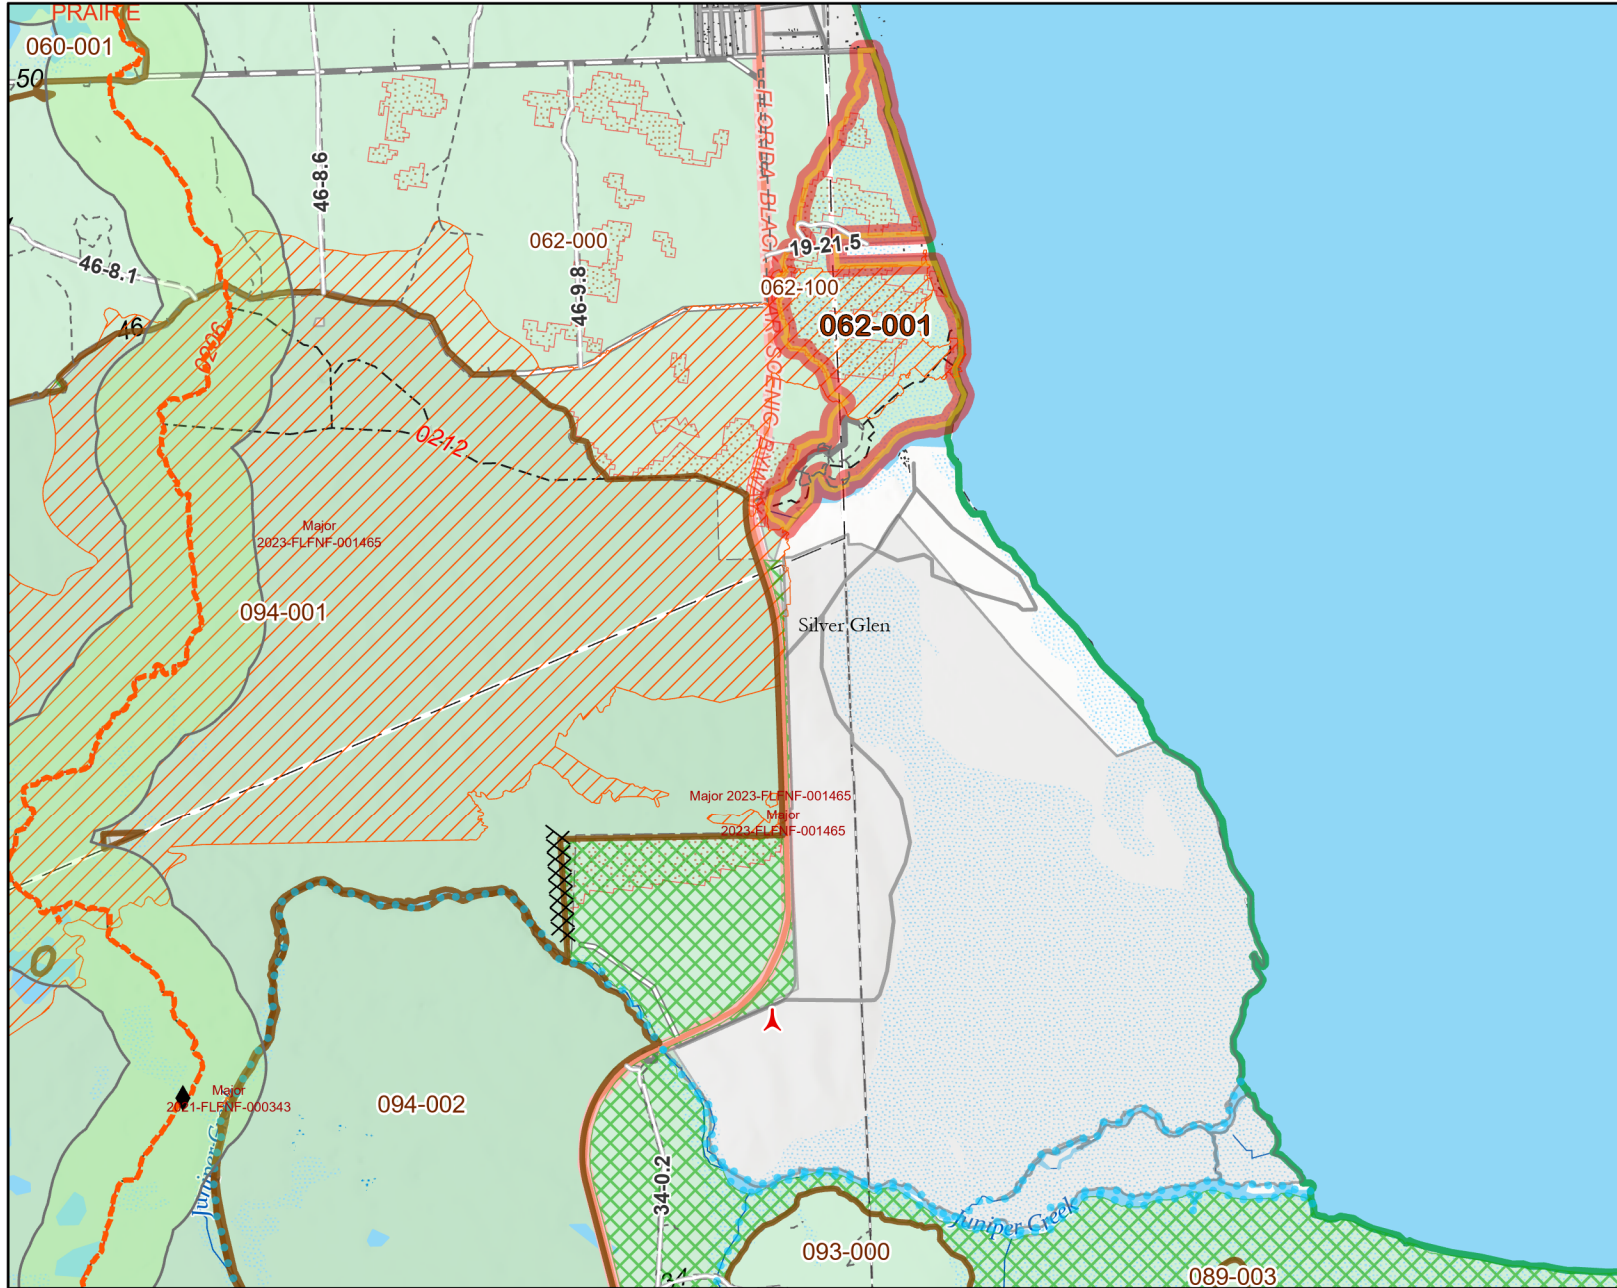 PRAIRIE
060-001
50
46-8.6
FLORIDA BLACK BEAR SCENIC BYWAY
062-000
19-21.5
46-8.1
46-9.8
062-100
062-001
46
0206
0212
Major
2023-FLFNF-001465
094-001
Silver Glen
Major 2023-FLFNF-001465
Major
2023-FLFNF-001465
Major
2021-FLFNF-000343
094-002
34-0.2
Juniper Creek
093-000
34
089-003